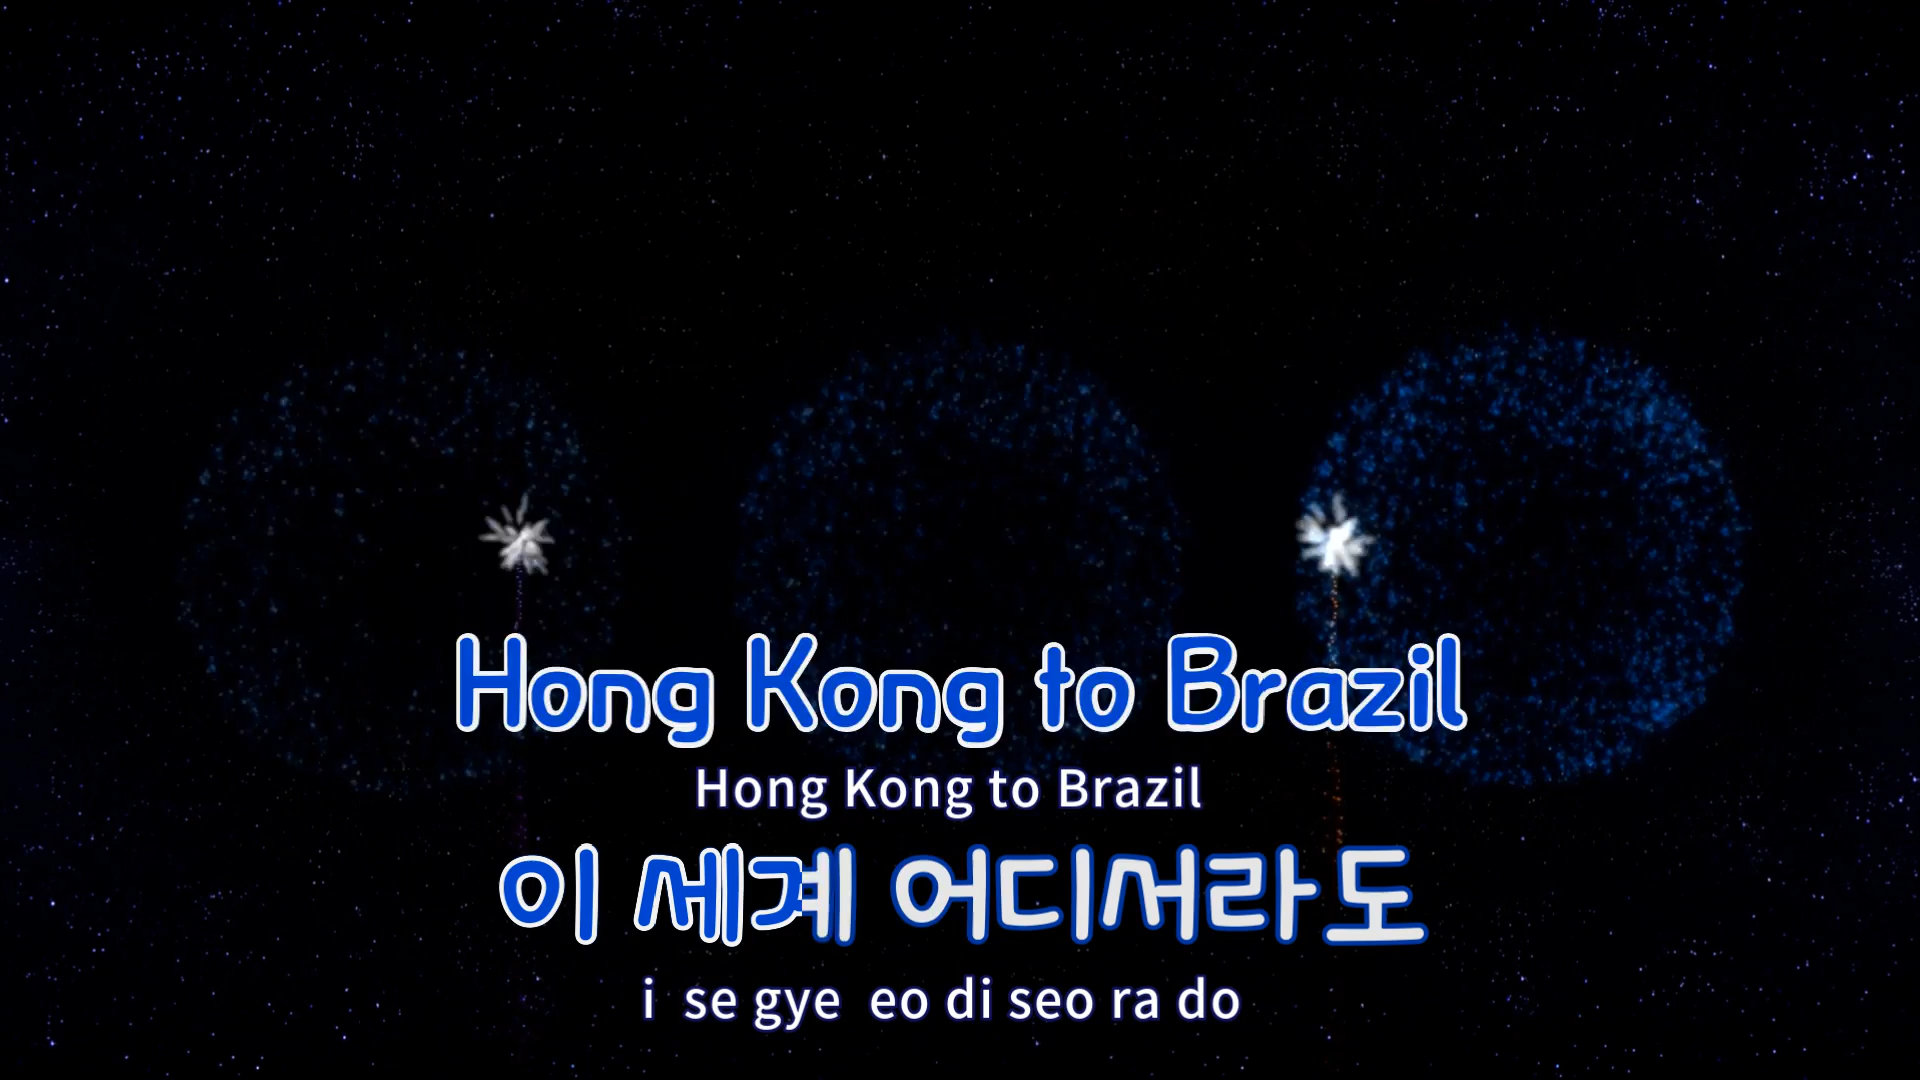 Hong Kong to Brazil
Hong Kong to Brazil
이 세계 어디서라도
i se gye eo di seo ra do